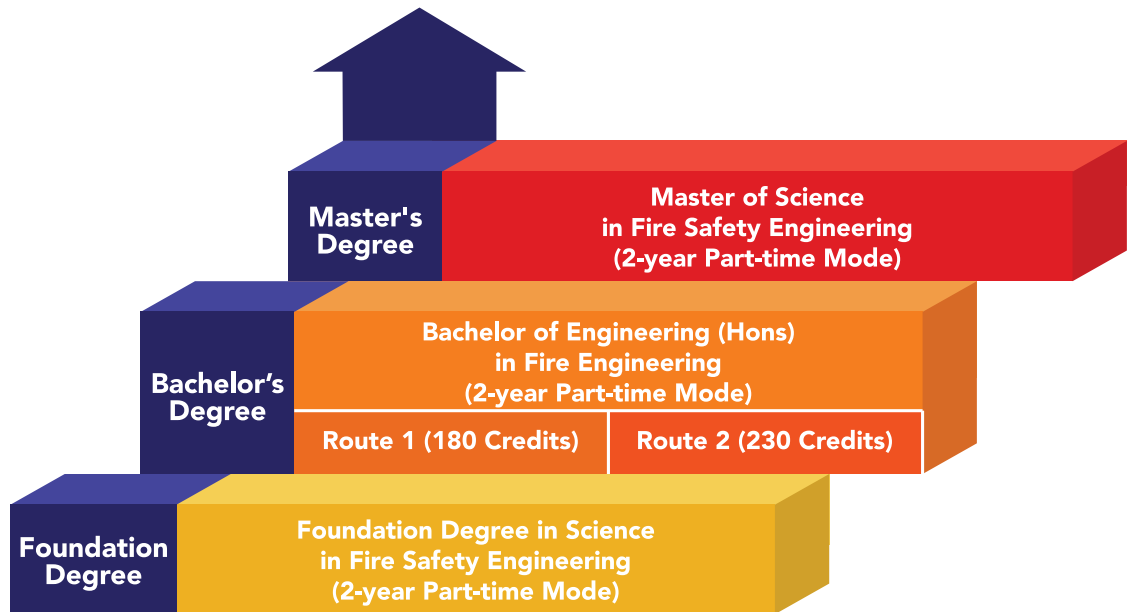 Master's
Degree
Master of Science
in Fire Safety Engineering
(2-year Part-time Mode)
Bachelor’s
Degree
Bachelor of Engineering (Hons)
in Fire Engineering
(2-year Part-time Mode)
Route 1 (180 Credits)
Route 2 (230 Credits)
Foundation
Degree
Foundation Degree in Science
in Fire Safety Engineering
(2-year Part-time Mode)